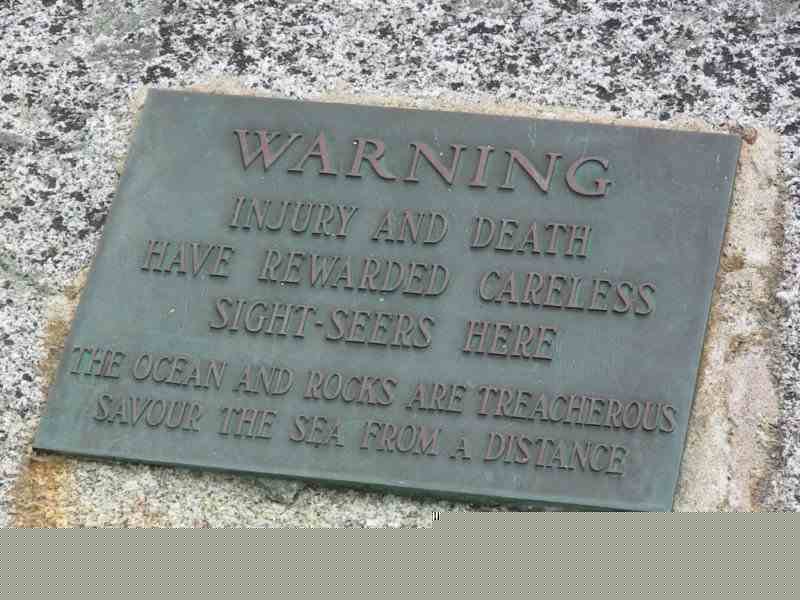 WARNING
INJURY AND DEATH
HAVE REWARDED CARELESS
SIGHT-SEERS HERE
THE OCEAN AND ROCKS ARE TREACHEROUS
SAVOUR THE SEA FROM A DISTANCE